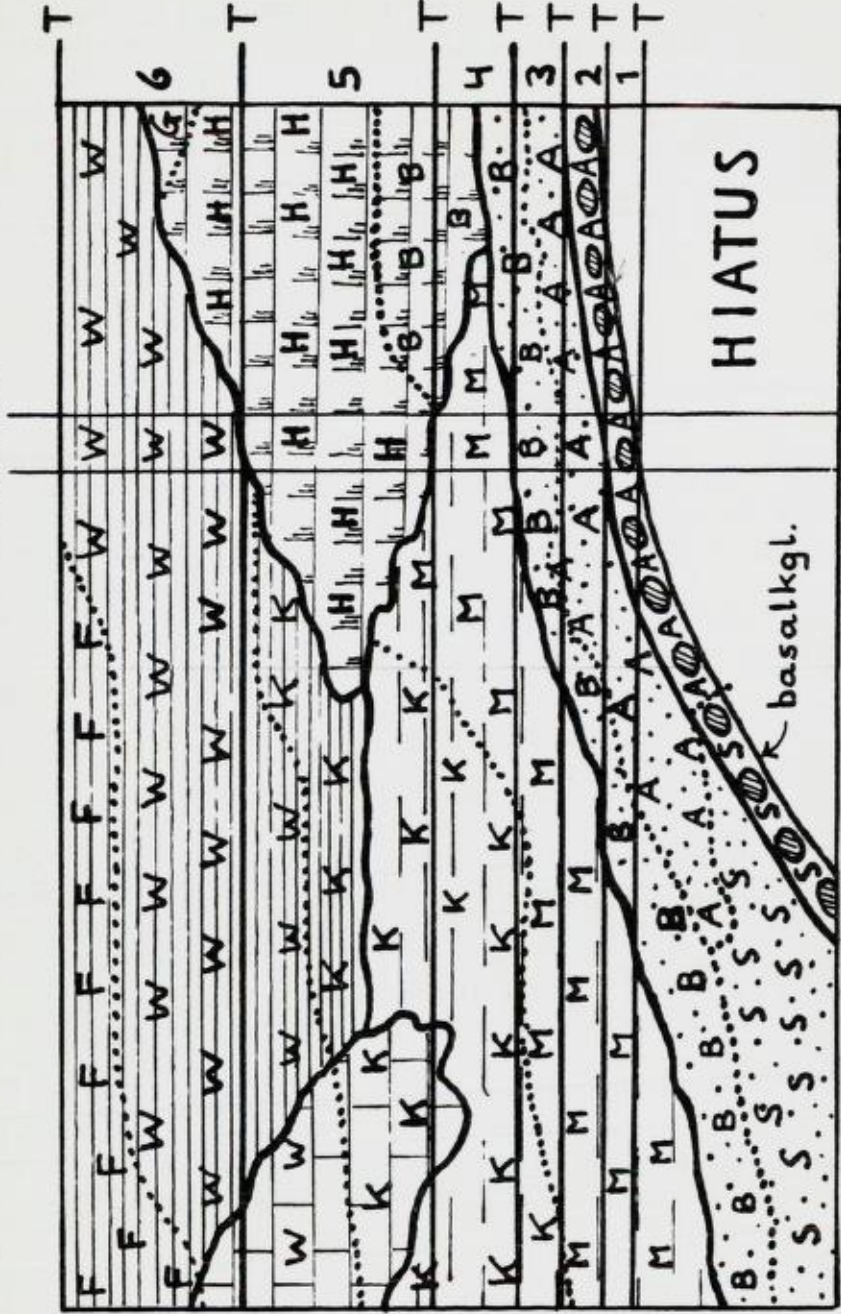 T
F F F F F F F F W W W W
F W W W W W W W W W 6
F W W W W W W W W H H H G
T
W W W W W K K H H H H
K K K H H H H H 5
K K K H
K K K K M B B B
T
K K M M M M B 4
K K K K K M M B
T
K M M M B B B B B A 3
T
M M M M B A A A A A A A 2
T
M M B A A A A A A A A A 1
T
M B B A A A A
B B B A A S
S S S S S S
S S S S S S
HIATUS
basalkgl.